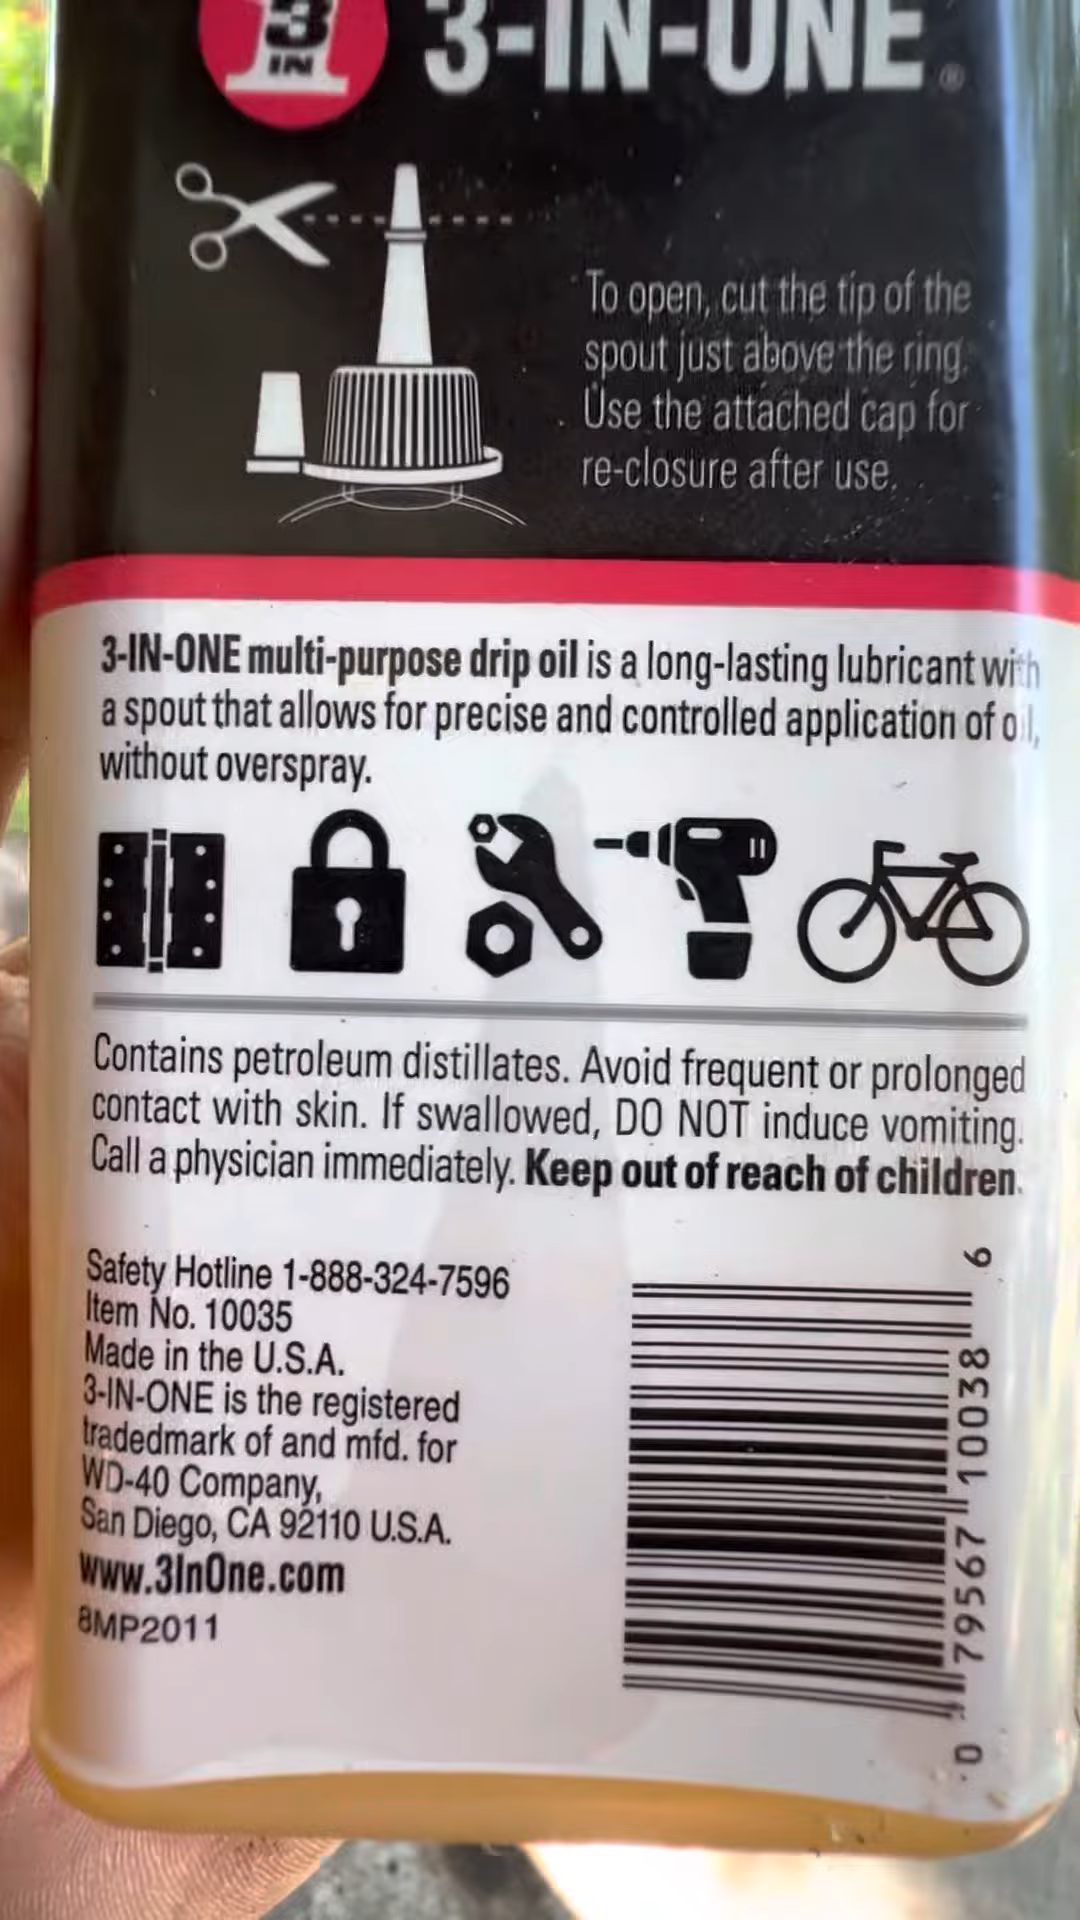 3
IN
3-IN-ONE®
To open, cut the tip of the
spout just above the ring.
Use the attached cap for
re-closure after use.
3-IN-ONE multi-purpose drip oil is a long-lasting lubricant with
a spout that allows for precise and controlled application of oil,
without overspray.
Contains petroleum distillates. Avoid frequent or prolonged
contact with skin. If swallowed, DO NOT induce vomiting.
Call a physician immediately. Keep out of reach of children.
Safety Hotline 1-888-324-7596
Item No. 10035
Made in the U.S.A.
3-IN-ONE is the registered
tradedmark of and mfd. for
WD-40 Company,
San Diego, CA 92110 U.S.A.
www.3InOne.com
8MP2011
0 79567 10038 6